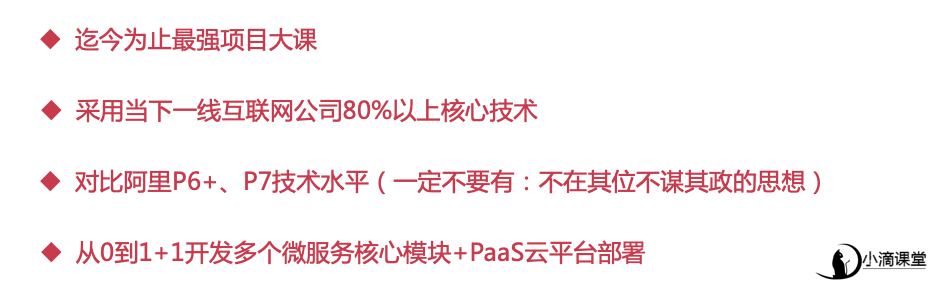 ◆ 迄今为止最强项目大课
◆ 采用当下一线互联网公司80%以上核心技术
◆ 对比阿里P6+、P7技术水平（一定不要有：不在其位不谋其政的思想）
◆ 从0到1+1开发多个微服务核心模块+PaaS云平台部署
小滴课堂